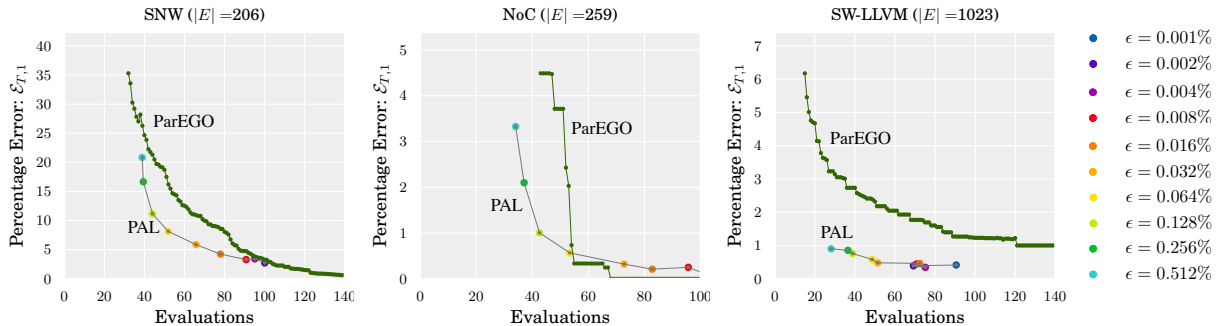 SNW (|E| =206)
Percentage Error: ℰ_{T,1}
40
35
30
25
20
15
10
5
0
ParEGO
PAL
0 20 40 60 80 100 120 140
Evaluations
NoC (|E| =259)
Percentage Error: ℰ_{T,1}
5
4
3
2
1
0
ParEGO
PAL
0 20 40 60 80 100
Evaluations
SW-LLVM (|E| =1023)
Percentage Error: ℰ_{T,1}
7
6
5
4
3
2
1
0
ParEGO
PAL
0 20 40 60 80 100 120 140
Evaluations
ϵ = 0.001%
ϵ = 0.002%
ϵ = 0.004%
ϵ = 0.008%
ϵ = 0.016%
ϵ = 0.032%
ϵ = 0.064%
ϵ = 0.128%
ϵ = 0.256%
ϵ = 0.512%